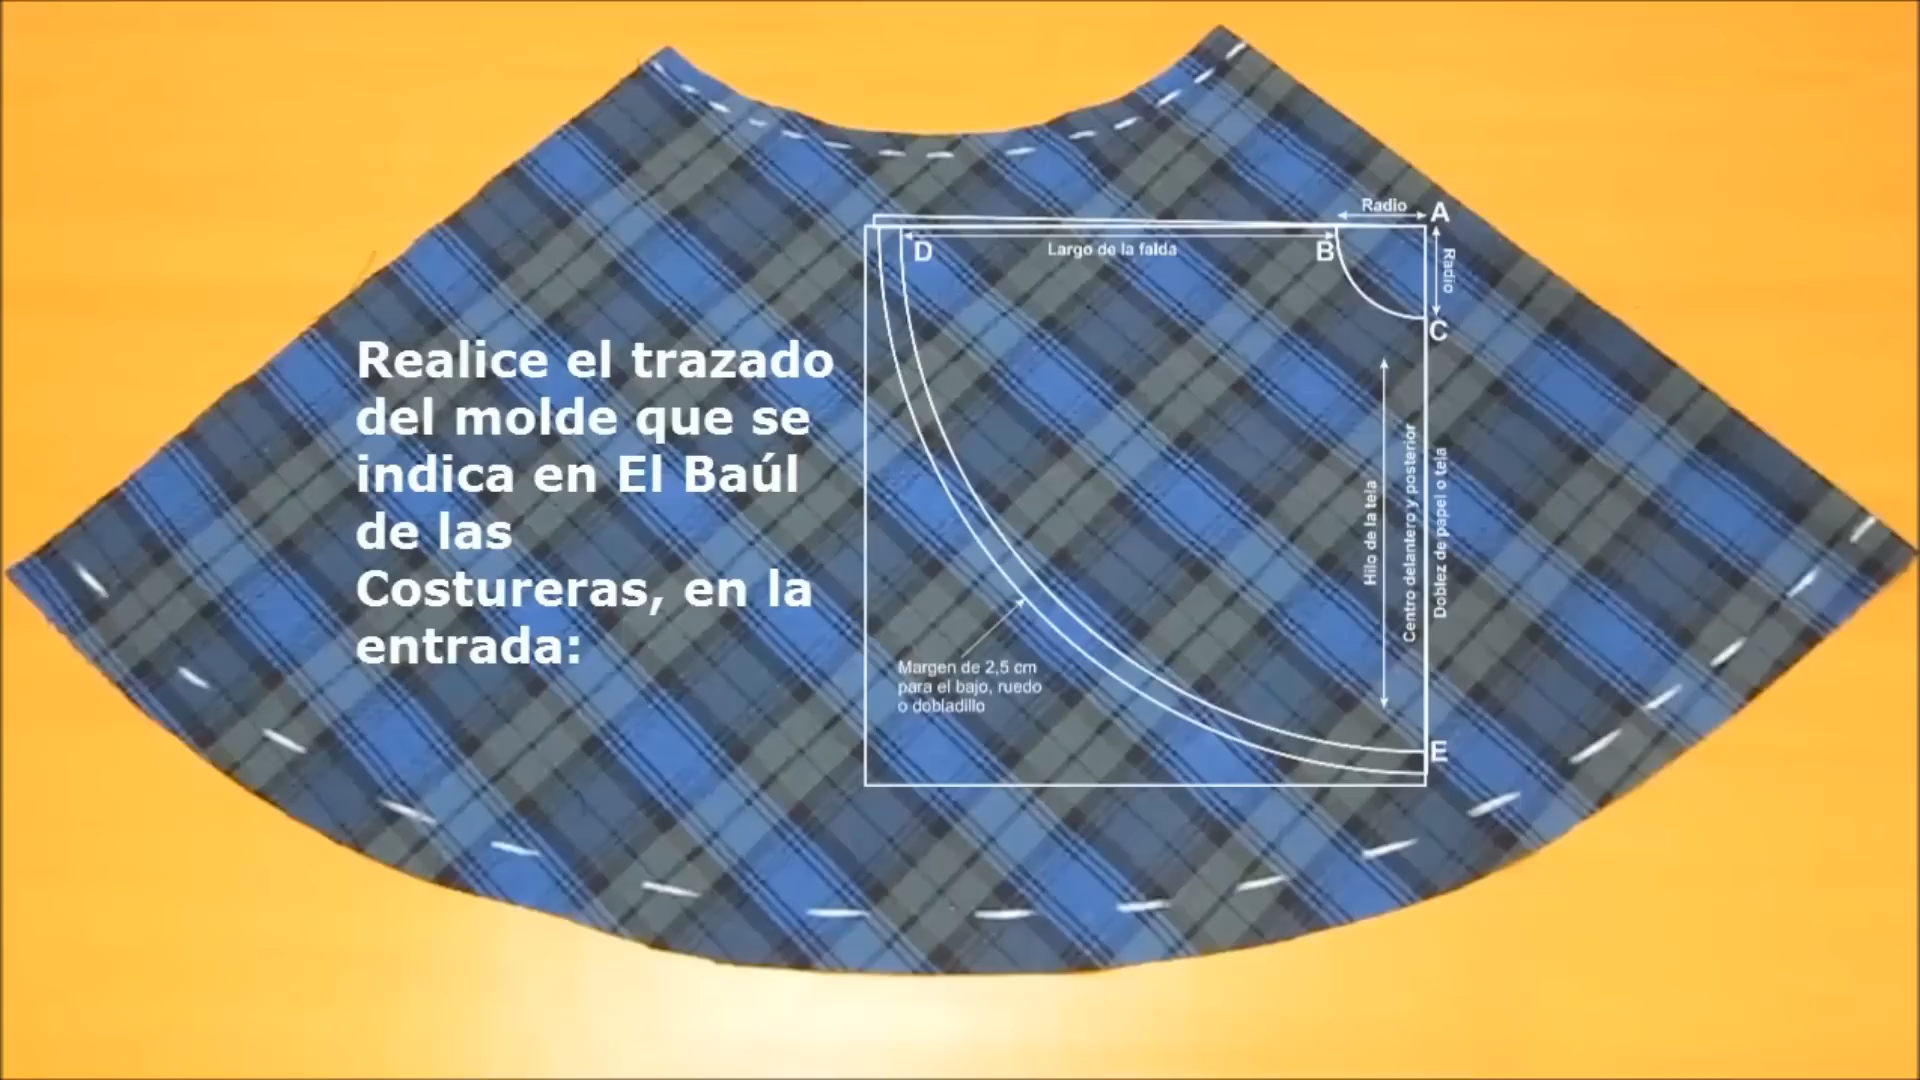 Realice el trazado
del molde que se
indica en El Baúl
de las
Costureras, en la
entrada:
Radio
A
D
Largo de la falda
B
Radio
C
Hilo de la tela
Centro delantero y posterior
Doblez de papel o tela
Margen de 2,5 cm
para el bajo, ruedo
o dobladillo
E